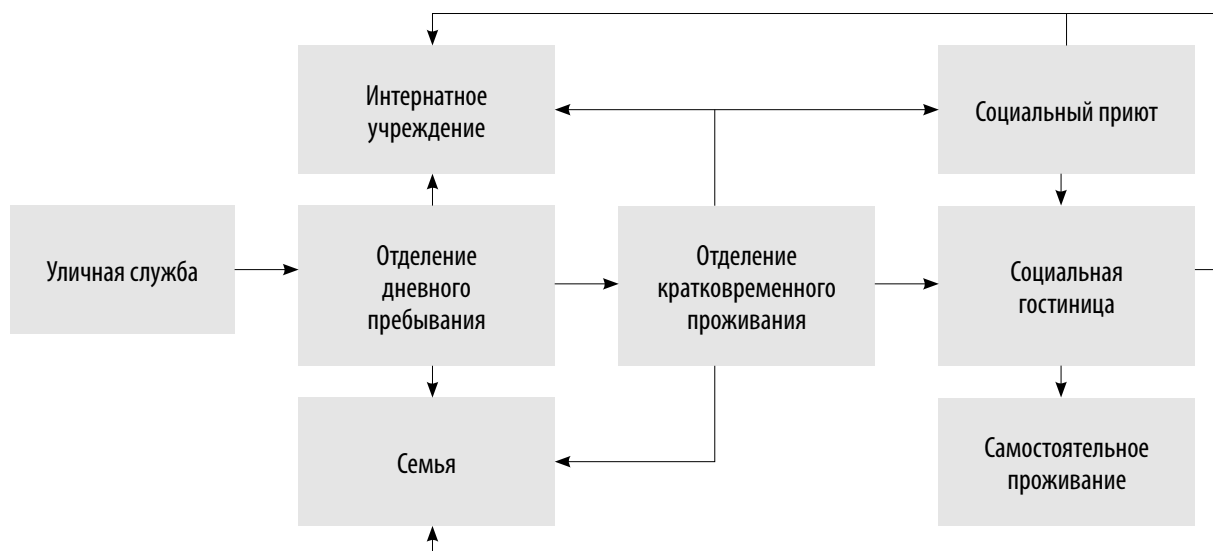 Интернатное
учреждение
Социальный приют
Уличная служба
Отделение
дневного
пребывания
Отделение
кратковременного
проживания
Социальная
гостиница
Семья
Самостоятельное
проживание